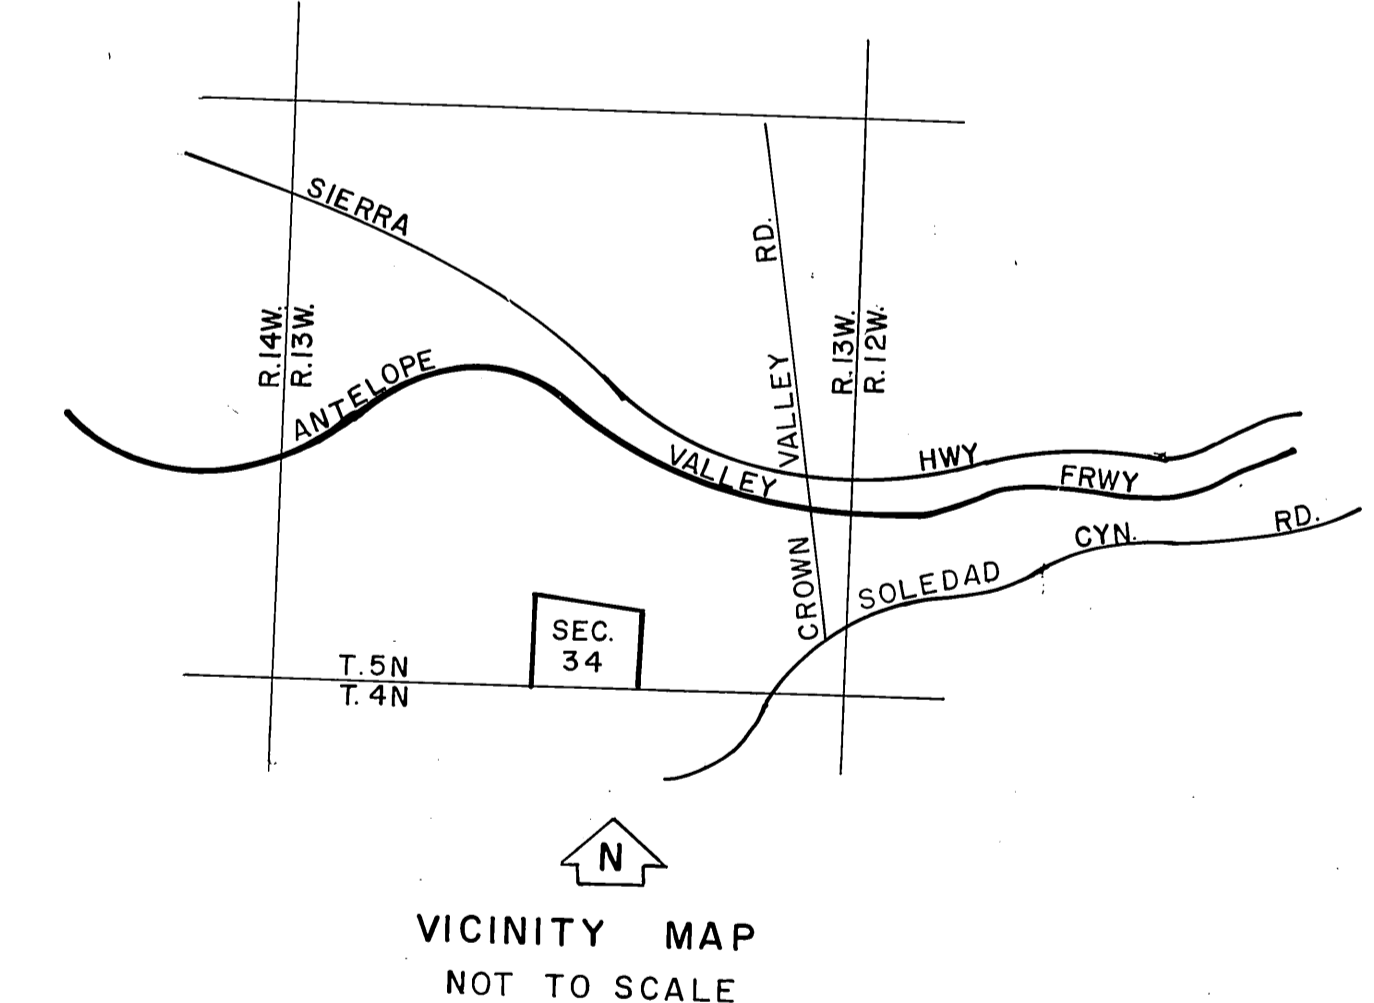 SIERRA
RD.
R.14W.
R.13W.
R.13W.
R.12W.
ANTELOPE
VALLEY
VALLEY
HWY
FRWY
CROWN
SOLEDAD
CYN.
RD.
SEC.
34
T.5N
T.4N
N
VICINITY MAP
NOT TO SCALE